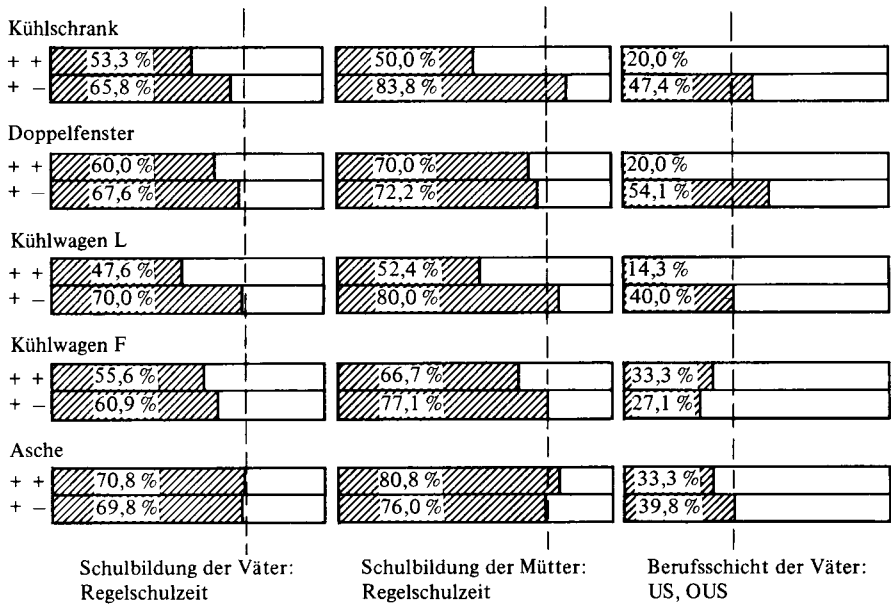 Kühlschrank
+ + 53,3 % 50,0 % 20,0 %
+ − 65,8 % 83,8 % 47,4 %
Doppelfenster
+ + 60,0 % 70,0 % 20,0 %
+ − 67,6 % 72,2 % 54,1 %
Kühlwagen L
+ + 47,6 % 52,4 % 14,3 %
+ − 70,0 % 80,0 % 40,0 %
Kühlwagen F
+ + 55,6 % 66,7 % 33,3 %
+ − 60,9 % 77,1 % 27,1 %
Asche
+ + 70,8 % 80,8 % 33,3 %
+ − 69,8 % 76,0 % 39,8 %
Schulbildung der Väter: Schulbildung der Mütter: Berufsschicht der Väter:
Regelschulzeit Regelschulzeit US, OUS